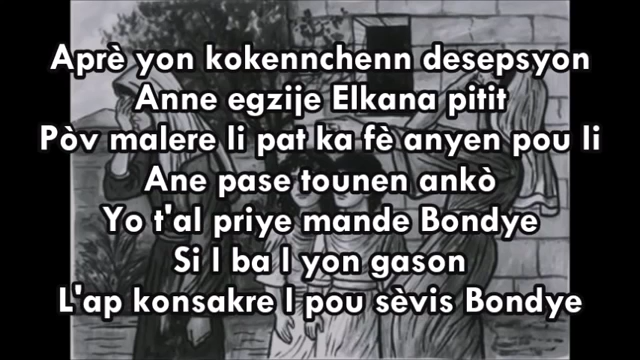 Aprè yon kokennchenn desepsyon
Anne egzije Elkana pitit
Pòv malere li pat ka fè anyen pou li
Ane pase tounen ankò
Yo t'al priye mande Bondye
Si l ba l yon gason
L'ap konsakre l pou sèvis Bondye